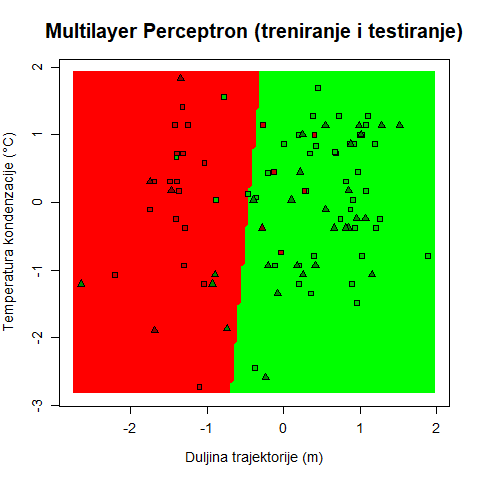 Multilayer Perceptron (treniranje i testiranje)
Temperatura kondenzacije (°C)
2
1
0
-1
-2
-3
-2 -1 0 1 2
Duljina trajektorije (m)